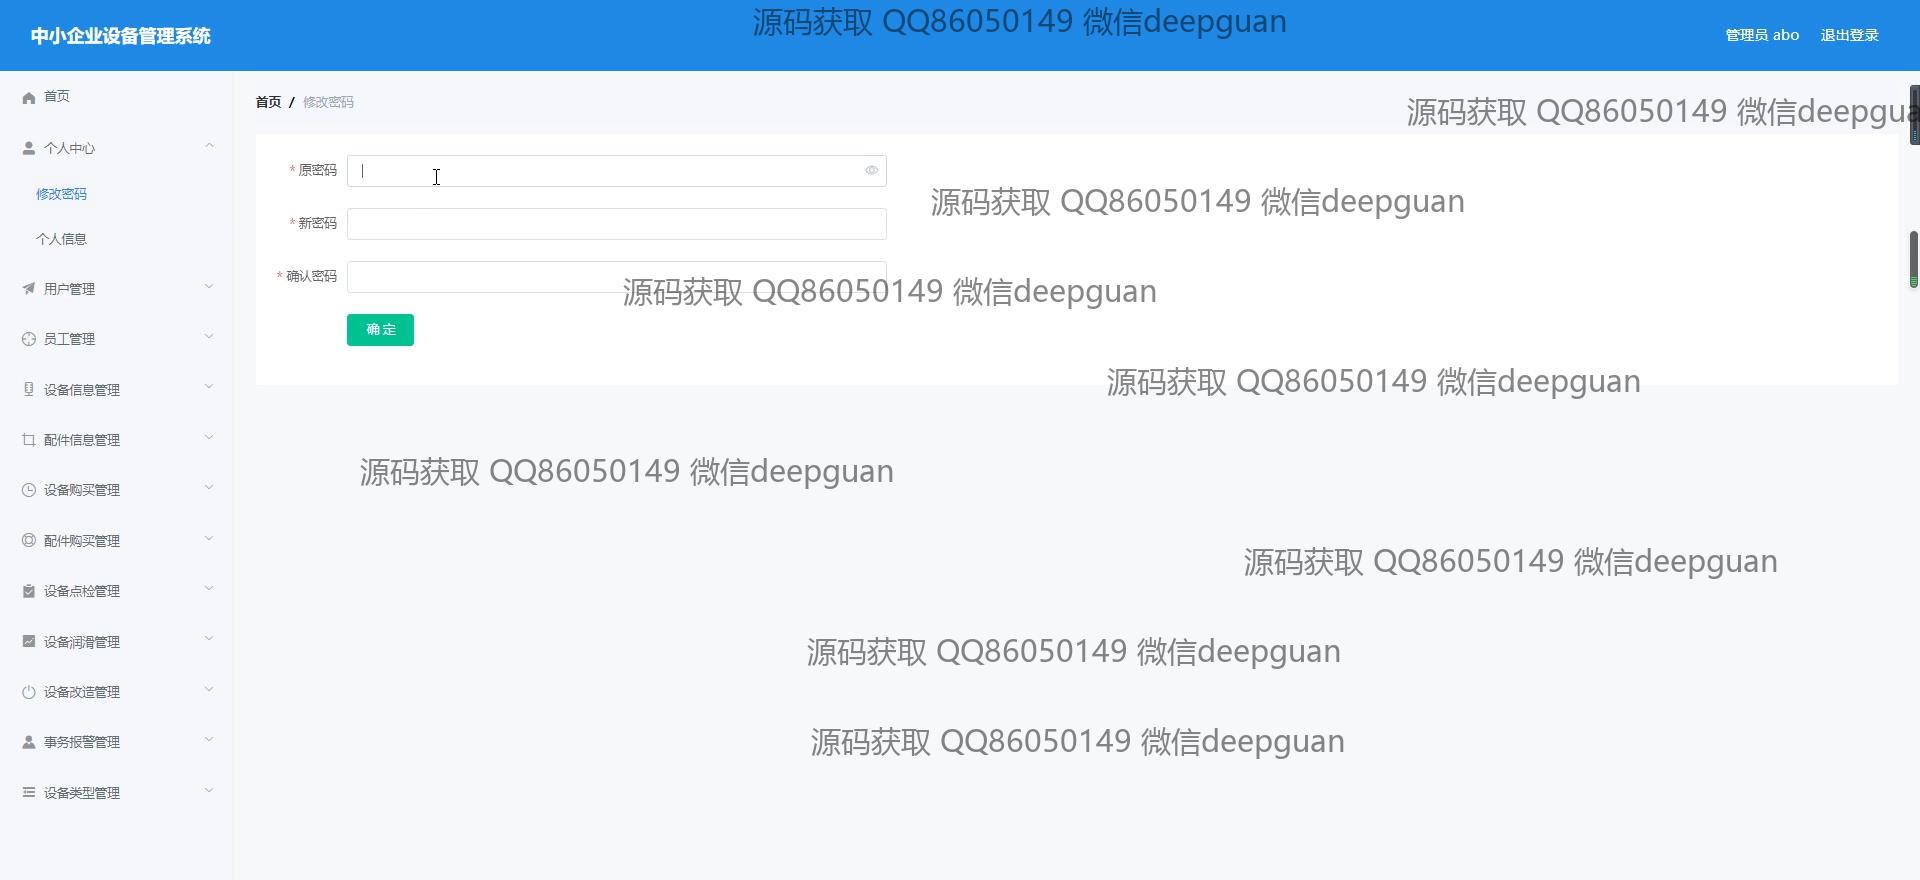 中小企业设备管理系统
源码获取 QQ86050149 微信deepguan
管理员 abo 退出登录
首页
个人中心
修改密码
个人信息
用户管理
员工管理
设备信息管理
配件信息管理
设备购买管理
配件购买管理
设备点检管理
设备润滑管理
设备改造管理
事务报警管理
设备类型管理
首页 / 修改密码
源码获取 QQ86050149 微信deepgua
* 原密码
源码获取 QQ86050149 微信deepguan
* 新密码
* 确认密码
源码获取 QQ86050149 微信deepguan
确 定
源码获取 QQ86050149 微信deepguan
源码获取 QQ86050149 微信deepguan
源码获取 QQ86050149 微信deepguan
源码获取 QQ86050149 微信deepguan
源码获取 QQ86050149 微信deepguan